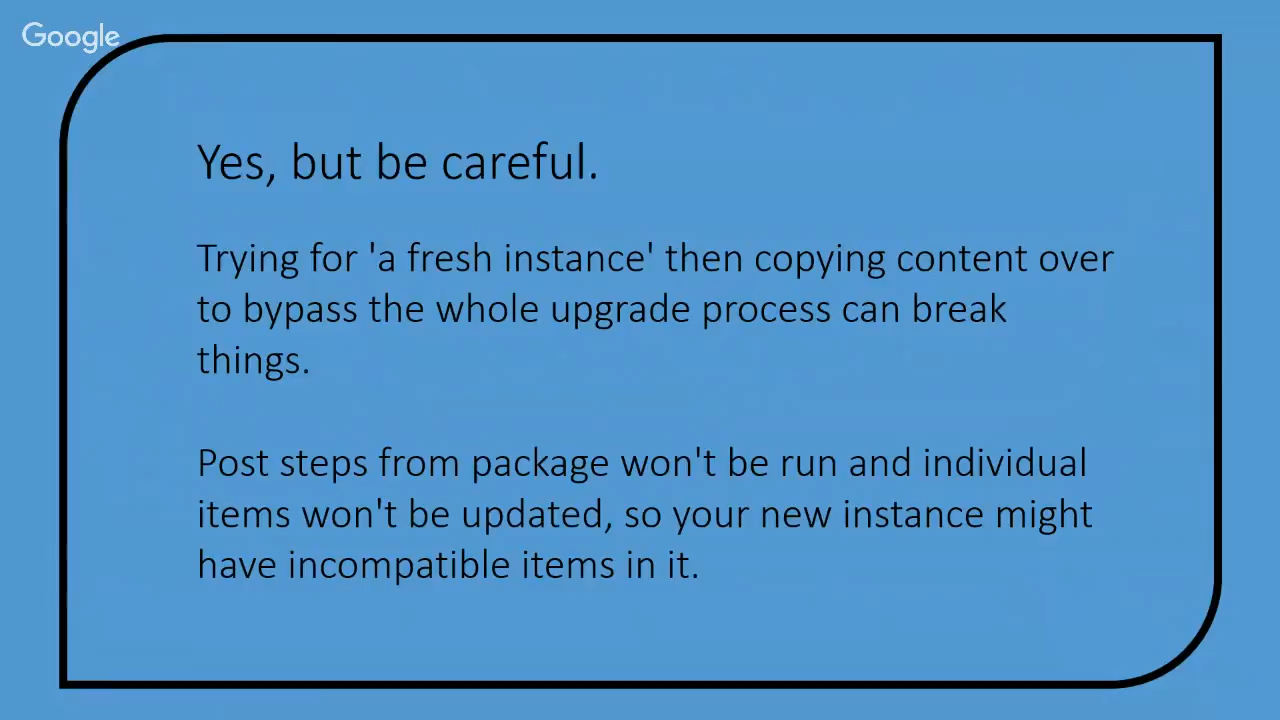 Google
Yes, but be careful.
Trying for 'a fresh instance' then copying content over
to bypass the whole upgrade process can break
things.
Post steps from package won't be run and individual
items won't be updated, so your new instance might
have incompatible items in it.